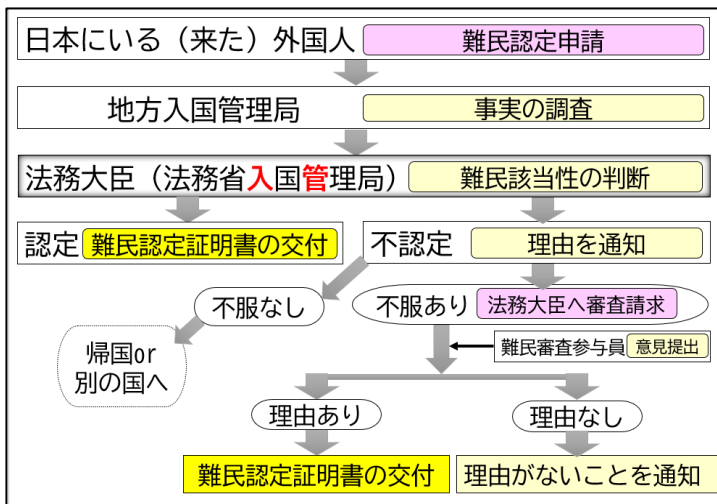 日本にいる（来た）外国人 難民認定申請
地方入国管理局 事実の調査
法務大臣（法務省入国管理局） 難民該当性の判断
認定 難民認定証明書の交付 不認定 理由を通知
不服なし 不服あり 法務大臣へ審査請求
帰国or
別の国へ
難民審査参与員 意見提出
理由あり 理由なし
難民認定証明書の交付 理由がないことを通知